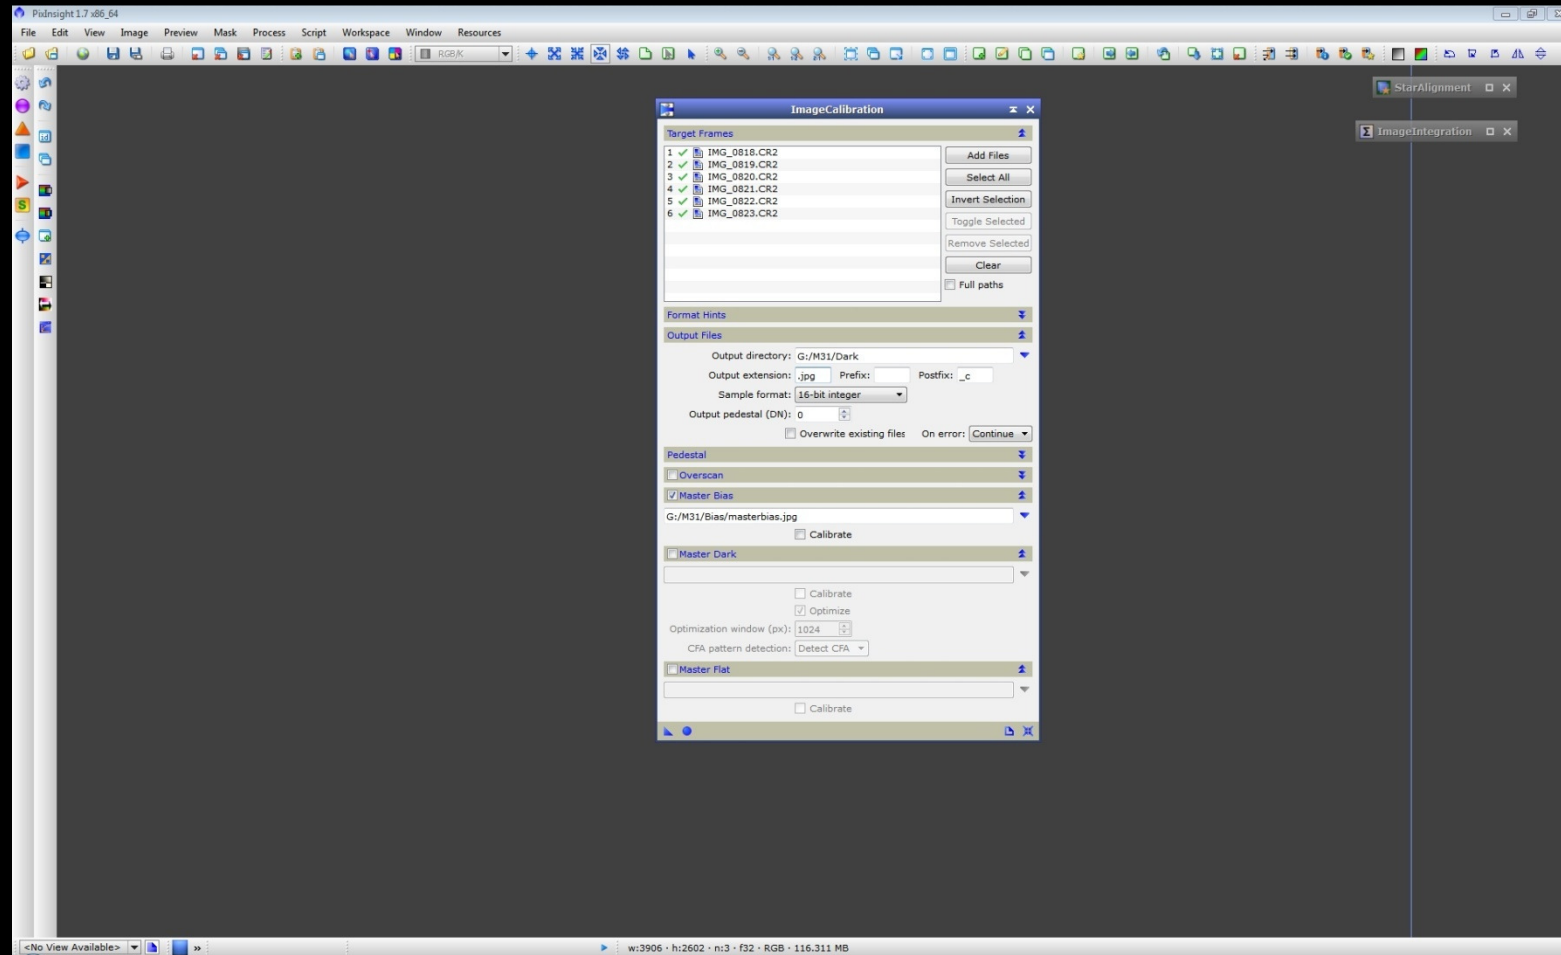 PixInsight 1.7 x86_64
File Edit View Image Preview Mask Process Script Workspace Window Resources
RGB/K
StarAlignment
ImageCalibration
ImageIntegration
Target Frames
1 IMG_0818.CR2
2 IMG_0819.CR2
3 IMG_0820.CR2
4 IMG_0821.CR2
5 IMG_0822.CR2
6 IMG_0823.CR2
Add Files
Select All
Invert Selection
Toggle Selected
Remove Selected
Clear
Full paths
Format Hints
Output Files
Output directory: G:/M31/Dark
Output extension: .jpg Prefix: Postfix: _c
Sample format: 16-bit integer
Output pedestal (DN): 0
Overwrite existing files On error: Continue
Pedestal
Overscan
Master Bias
G:/M31/Bias/masterbias.jpg
Calibrate
Master Dark
Calibrate
Optimize
Optimization window (px): 1024
CFA pattern detection: Detect CFA
Master Flat
Calibrate
<No View Available> » w:3906 · h:2602 · n:3 · f32 · RGB · 116.311 MB